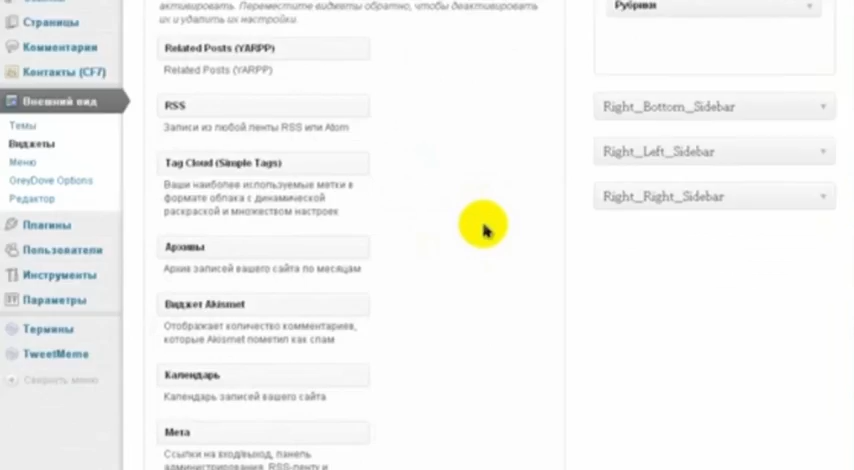 Страницы
Комментарии
Контакты (CF7)
Внешний вид
Темы
Виджеты
Меню
GreyDove Options
Редактор
Плагины
Пользователи
Инструменты
Параметры
Термины
TweetMeme
Свернуть меню
активировать. Переместите виджеты обратно, чтобы деактивировать
их и удалить их настройки.
Related Posts (YARPP)
Related Posts (YARPP)
RSS
Записи из любой ленты RSS или Atom
Tag Cloud (Simple Tags)
Ваши наиболее используемые метки в
формате облака с динамической
раскраской и множеством настроек
Архивы
Архив записей вашего сайта по месяцам
Виджет Akismet
Отображает количество комментариев,
которые Akismet пометил как спам
Календарь
Календарь записей вашего сайта
Мета
Ссылки на вход/выход, панель
администрирования, RSS-ленту и
Рубрики
Right_Bottom_Sidebar
Right_Left_Sidebar
Right_Right_Sidebar